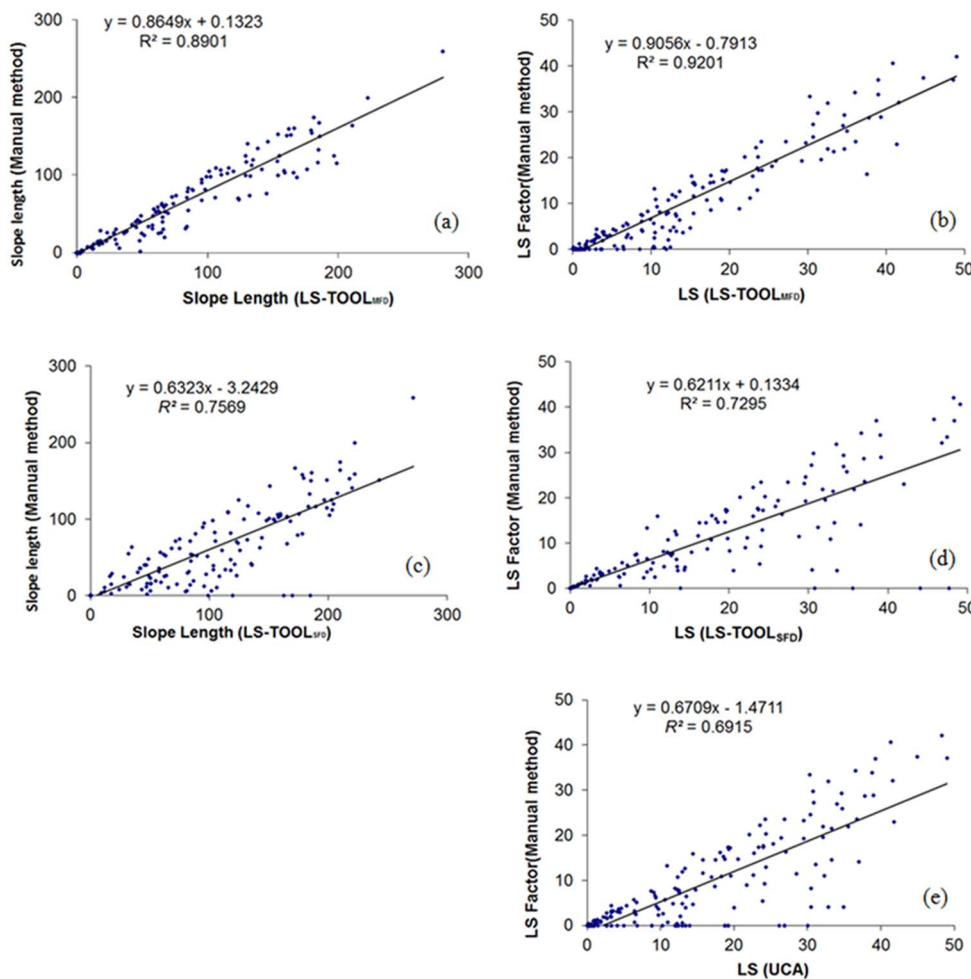 y = 0.8649x + 0.1323
R² = 0.8901
300
200
100
0
0
100
200
300
Slope length (Manual method)
Slope Length (LS-TOOLMFD)
(a)
y = 0.9056x - 0.7913
R² = 0.9201
50
40
30
20
10
0
0
10
20
30
40
50
LS Factor(Manual method)
LS (LS-TOOLMFD)
(b)
y = 0.6323x - 3.2429
R² = 0.7569
300
200
100
0
0
100
200
300
Slope length (Manual method)
Slope Length (LS-TOOLSFD)
(c)
y = 0.6211x + 0.1334
R² = 0.7295
50
40
30
20
10
0
0
10
20
30
40
50
LS Factor (Manual method)
LS (LS-TOOLSFD)
(d)
y = 0.6709x - 1.4711
R² = 0.6915
50
40
30
20
10
0
0
10
20
30
40
50
LS Factor(Manual method)
LS (UCA)
(e)